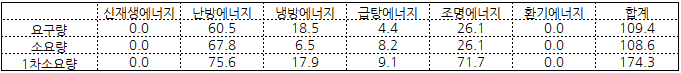 신재생에너지 난방에너지 냉방에너지 급탕에너지 조명에너지 환기에너지 합계
요구량 0.0 60.5 18.5 4.4 26.1 0.0 109.4
소요량 0.0 67.8 6.5 8.2 26.1 0.0 108.6
1차소요량 0.0 75.6 17.9 9.1 71.7 0.0 174.3